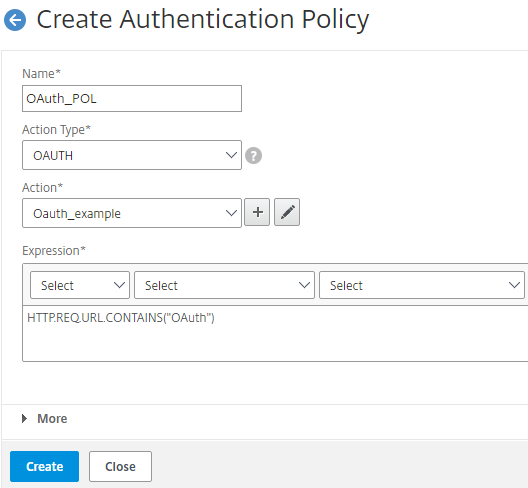 Create Authentication Policy
Name*
OAuth_POL
Action Type*
OAUTH
?
Action*
Oauth_example
Expression*
Select Select Select
HTTP.REQ.URL.CONTAINS("OAuth")
More
Create Close